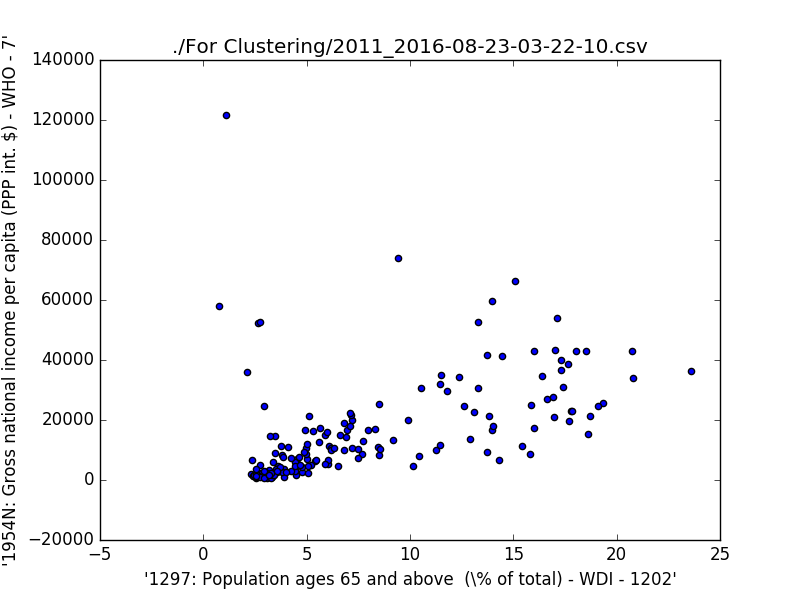 ./For Clustering/2011_2016-08-23-03-22-10.csv
'1954N: Gross national income per capita (PPP int. $) - WHO - 7'
140000
120000
100000
80000
60000
40000
20000
0
−20000
−5 0 5 10 15 20 25
'1297: Population ages 65 and above  (\% of total) - WDI - 1202'